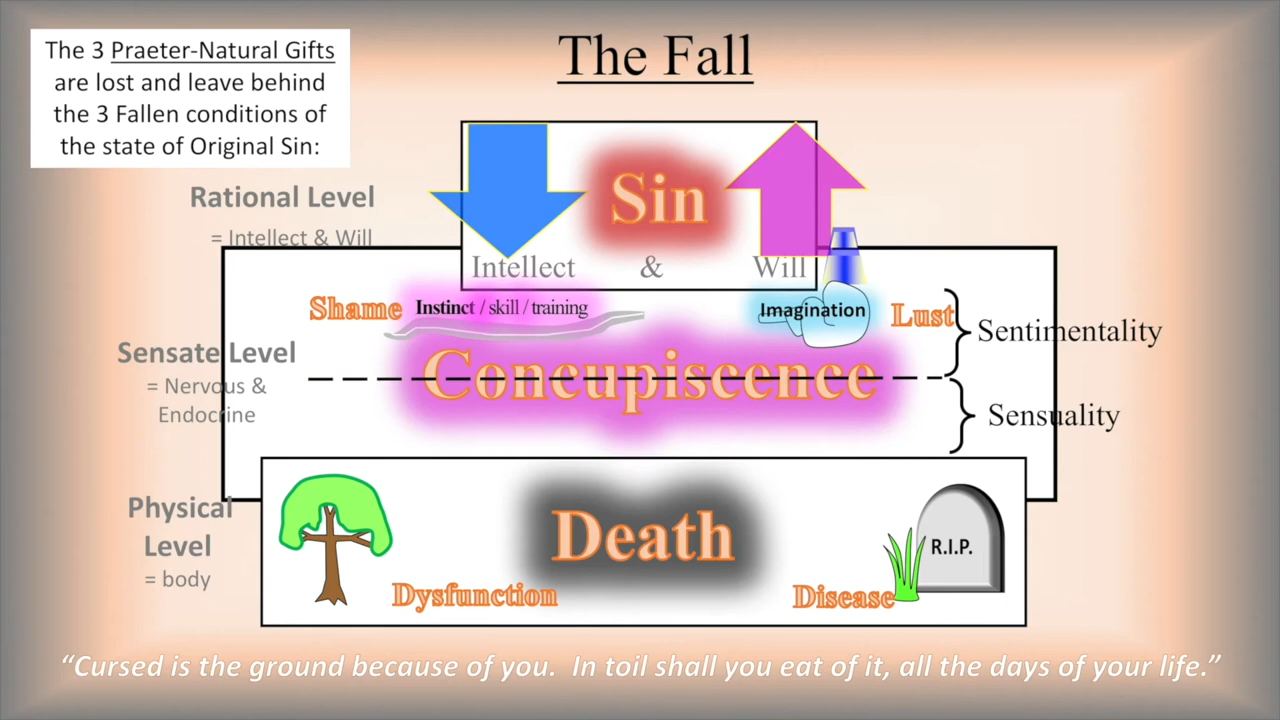 The Fall
The 3 Praeter-Natural Gifts
are lost and leave behind
the 3 Fallen conditions of
the state of Original Sin:
Rational Level
= Intellect & Will
Sin
Intellect & Will
Shame
Instinct / skill / training
Imagination
Lust
Sentimentality
Sensate Level
= Nervous &
Endocrine
Concupiscence
Sensuality
Physical
Level
= body
Death
R.I.P.
Dysfunction
Disease
“Cursed is the ground because of you. In toil shall you eat of it, all the days of your life.”